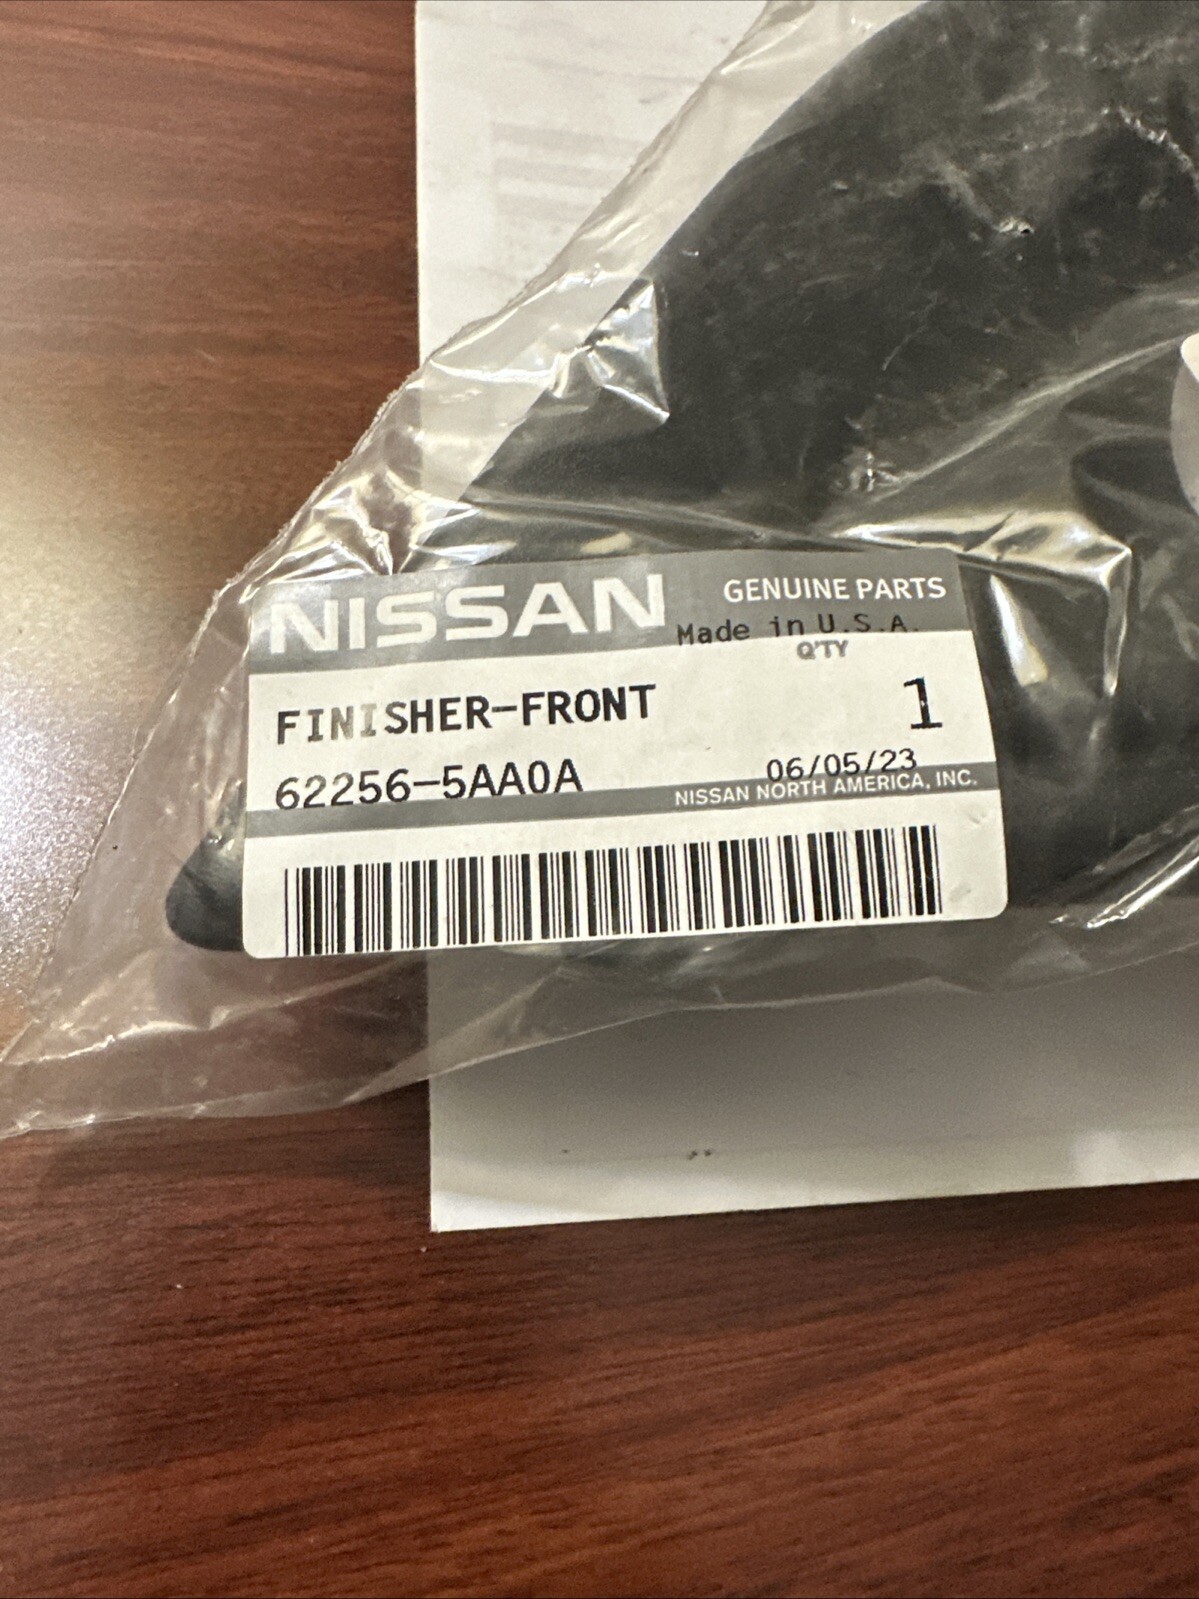 NISSAN
GENUINE PARTS
Made in U.S.A.
Q'TY
FINISHER-FRONT
1
62256-5AA0A
06/05/23
NISSAN NORTH AMERICA, INC.